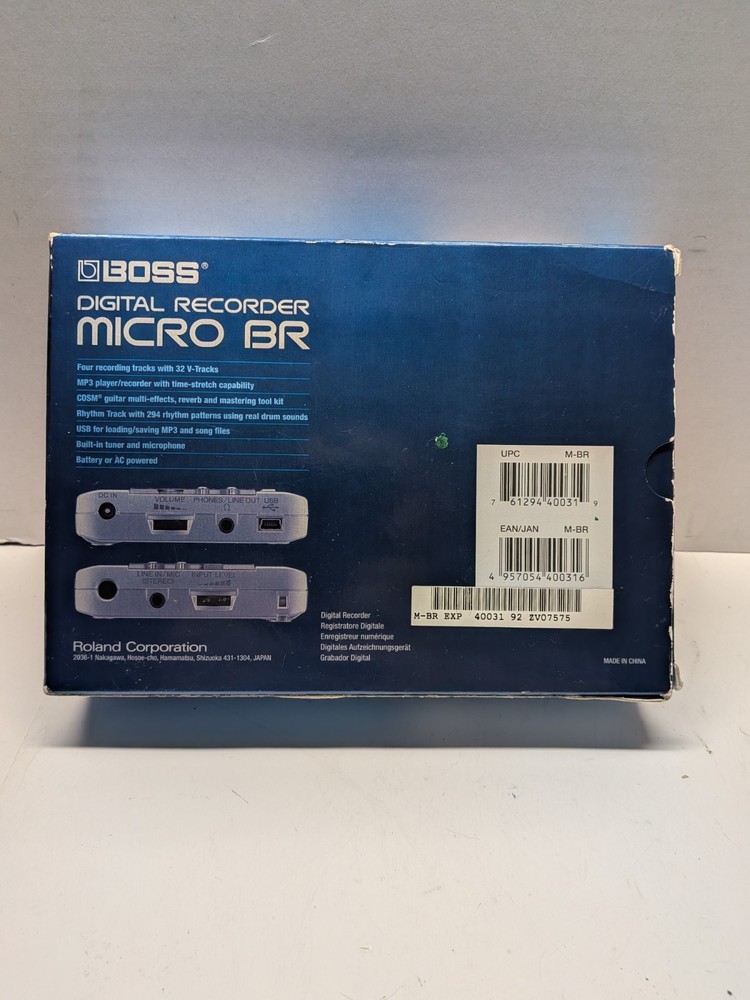 BOSS®
DIGITAL RECORDER
MICRO BR
Four recording tracks with 32 V-Tracks
MP3 player/recorder with time-stretch capability
COSM® guitar multi-effects, reverb and mastering tool kit
Rhythm Track with 294 rhythm patterns using real drum sounds
USB for loading/saving MP3 and song files
Built-in tuner and microphone
Battery or AC powered
DC IN VOLUME PHONES/LINE OUT USB
LINE IN/MIC INPUT LEVEL
(STEREO)
Roland Corporation
2036-1 Nakagawa, Hosoe-cho, Hamamatsu, Shizuoka 431-1304, JAPAN
Digital Recorder
Registratore Digitale
Enregistreur numérique
Digitales Aufzeichnungsgerät
Grabador Digital
UPC M-BR
7 61294 40031 9
EAN/JAN M-BR
4 957054 400316
M-BR EXP 40031 92 ZV07575
MADE IN CHINA